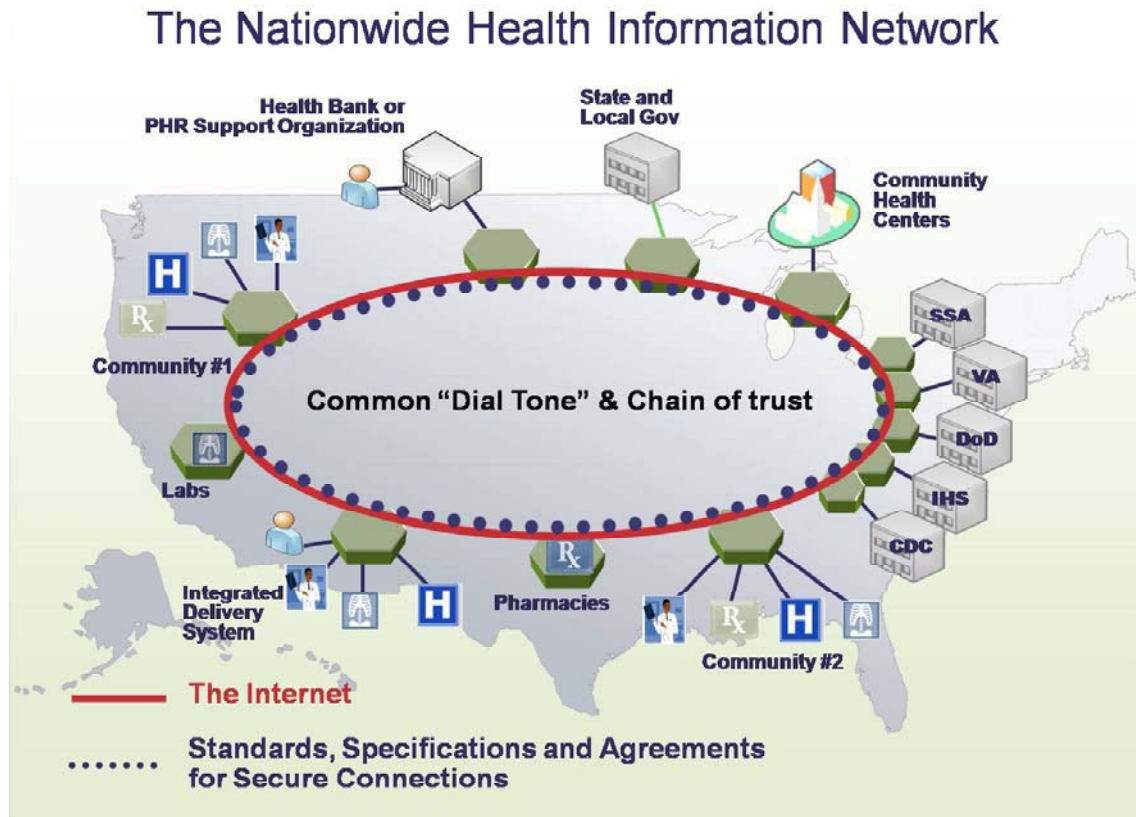 The Nationwide Health Information Network
Health Bank or
PHR Support Organization
State and
Local Gov
Community
Health
Centers
H
Rx
Community #1
SSA
VA
DoD
IHS
CDC
Common “Dial Tone” & Chain of trust
Labs
Integrated
Delivery
System
H
Rx
Pharmacies
Rx
H
Community #2
The Internet
Standards, Specifications and Agreements
for Secure Connections